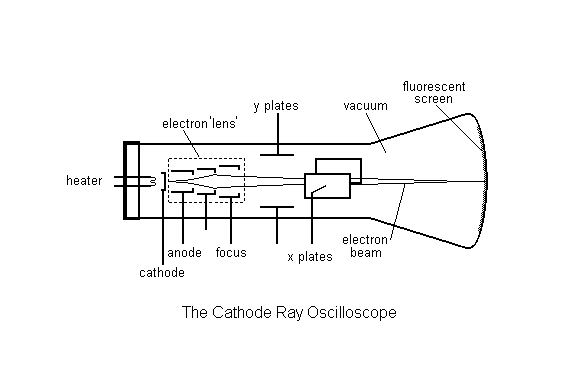 fluorescent
screen
y plates
vacuum
electron 'lens'
heater
anode
focus
x plates
electron
beam
cathode
The Cathode Ray Oscilloscope